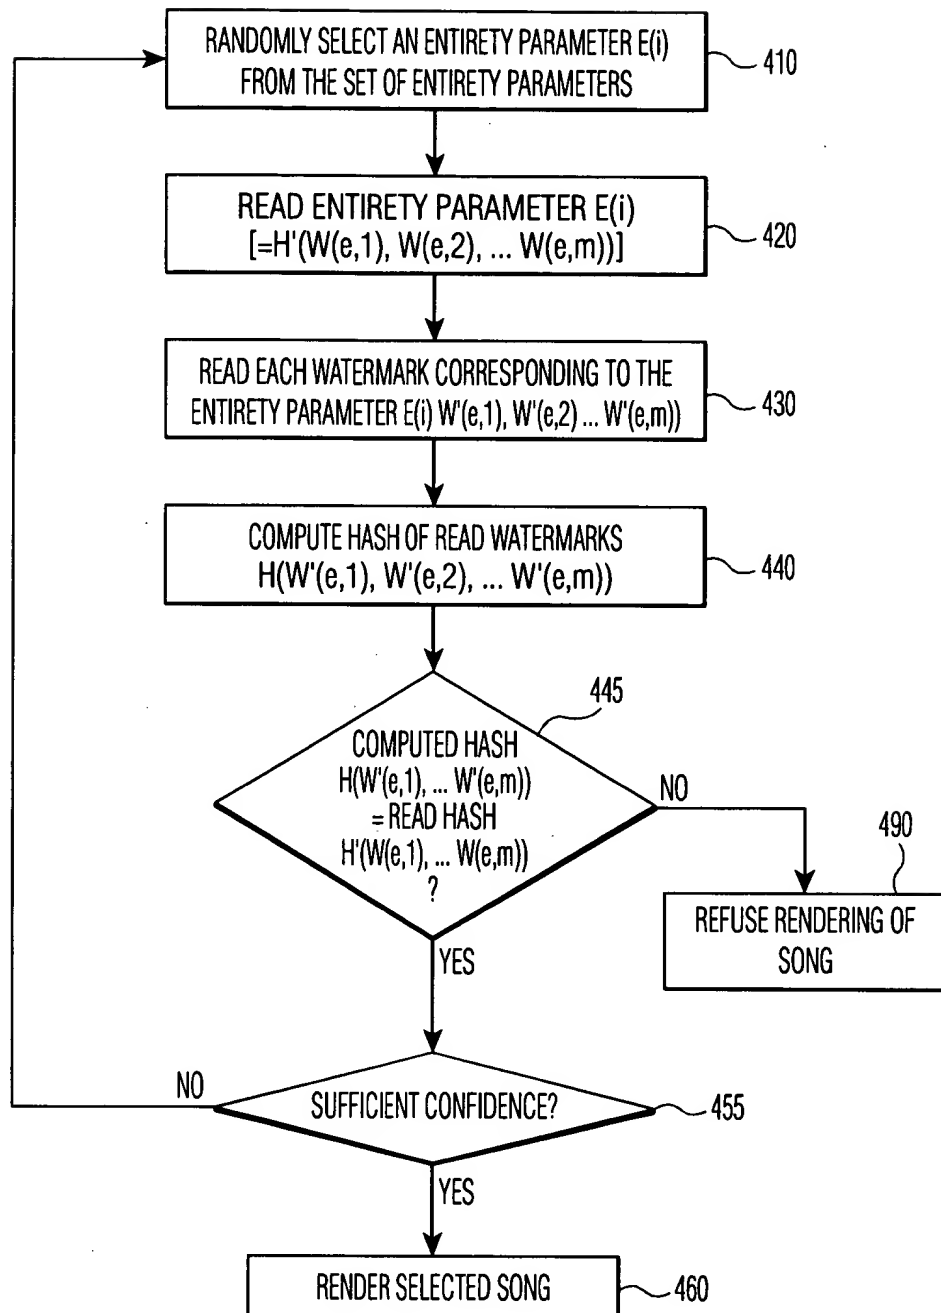 RANDOMLY SELECT AN ENTIRETY PARAMETER E(i)
FROM THE SET OF ENTIRETY PARAMETERS
410
READ ENTIRETY PARAMETER E(i)
[=H'(W(e,1), W(e,2), ... W(e,m))]
420
READ EACH WATERMARK CORRESPONDING TO THE
ENTIRETY PARAMETER E(i) W'(e,1), W'(e,2) ... W'(e,m))
430
COMPUTE HASH OF READ WATERMARKS
H(W'(e,1), W'(e,2), ... W'(e,m))
440
445
COMPUTED HASH
H(W'(e,1), ... W'(e,m))
= READ HASH
H'(W(e,1), ... W(e,m))
?
NO
490
REFUSE RENDERING OF
SONG
YES
NO
SUFFICIENT CONFIDENCE?
455
YES
RENDER SELECTED SONG
460